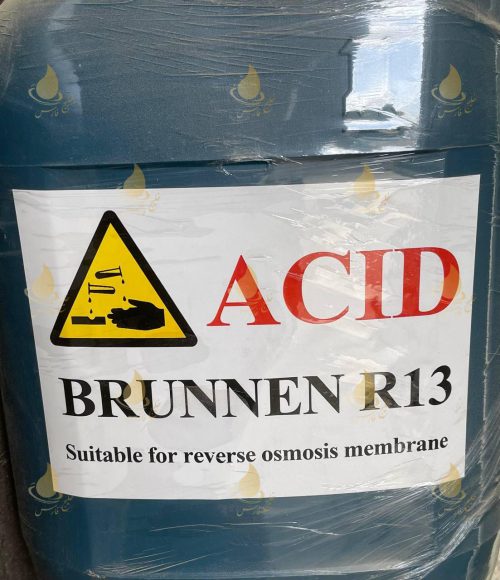 ACID
BRUNNEN R13
Suitable for reverse osmosis membrane